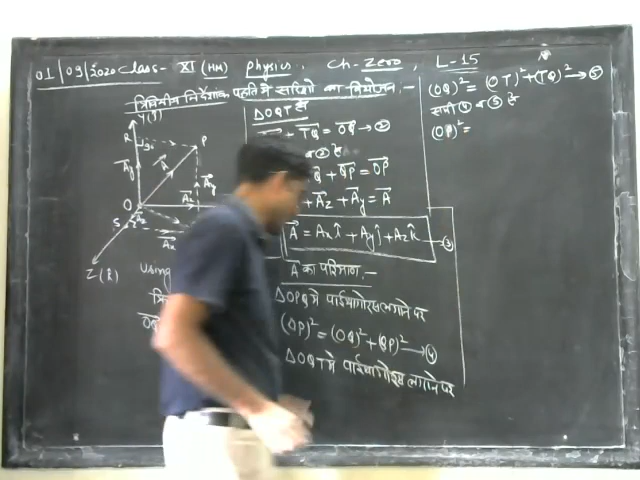 01/09/2020 Class- XI (HM) Physics. Ch-Zero, L-15
त्रिविमीय निर्देशांक पद्धति में सदिशों का वियोजन.-
Y(ĵ)
R
P
O
S
Z(k̂)
Using
ΔOQT से
+ TQ = OQ → ②
+ QP = OP
+ Az + Ay = A
A = Axî + Ayĵ + Azk̂ —③
A का परिमाण.-
ΔOPQ में पाईथागोरस लगाने पर
(OP)² = (OQ)² + (QP)² → ④
ΔOQT में पाईथागोरस लगाने पर
(OQ)² = (OT)² + (TQ)² → ⑤
समी ④ व ⑤ से
(OP)² =